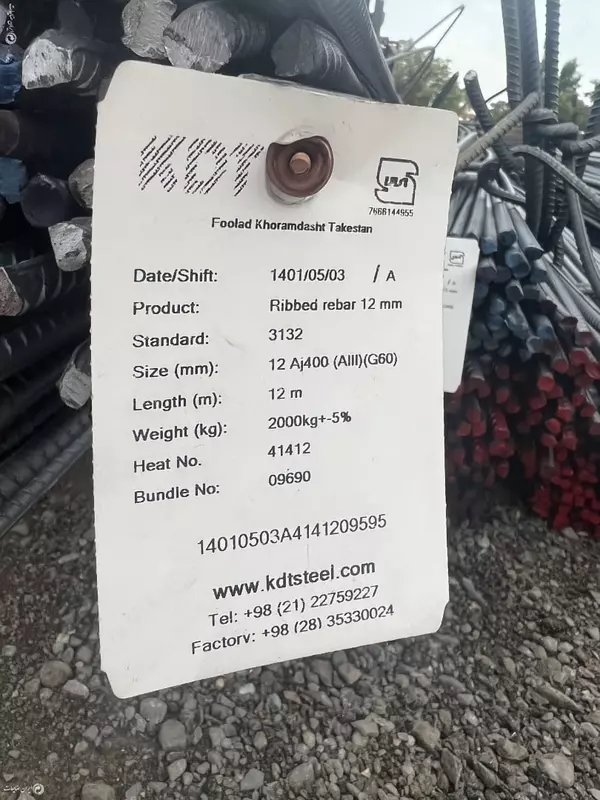 KDT
7666144955
Foolad Khoramdasht Takestan
Date/Shift: 1401/05/03 / A
Product: Ribbed rebar 12 mm
Standard: 3132
Size (mm): 12 Aj400 (AIII)(G60)
Length (m): 12 m
Weight (kg): 2000kg+-5%
Heat No. 41412
Bundle No: 09690
14010503A4141209595
www.kdtsteel.com
Tel: +98 (21) 22759227
Factory: +98 (28) 35330024